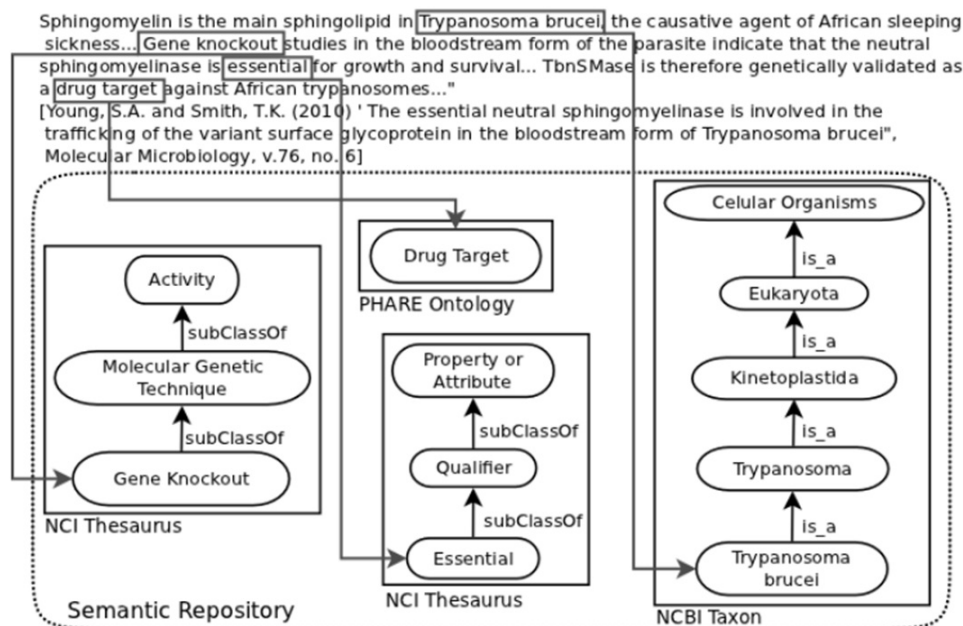 Sphingomyelin is the main sphingolipid in Trypanosoma brucei, the causative agent of African sleeping
sickness... Gene knockout studies in the bloodstream form of the parasite indicate that the neutral
sphingomyelinase is essential for growth and survival... TbnSMase is therefore genetically validated as
a drug target against African trypanosomes..."
[Young, S.A. and Smith, T.K. (2010) ' The essential neutral sphingomyelinase is involved in the
trafficking of the variant surface glycoprotein in the bloodstream form of Trypanosoma brucei",
Molecular Microbiology, v.76, no. 6]
Activity
subClassOf
Molecular Genetic
Technique
subClassOf
Gene Knockout
NCI Thesaurus
Drug Target
PHARE Ontology
Property or
Attribute
subClassOf
Qualifier
subClassOf
Essential
NCI Thesaurus
Celular Organisms
is_a
Eukaryota
is_a
Kinetoplastida
is_a
Trypanosoma
is_a
Trypanosoma
brucei
NCBI Taxon
Semantic Repository